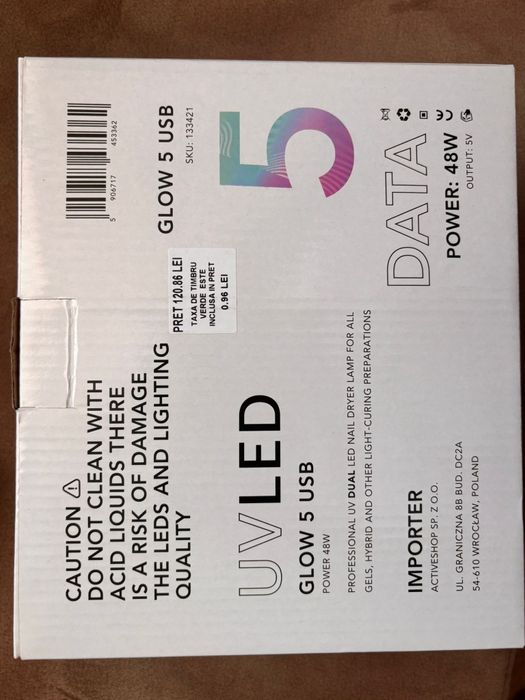 CAUTION
DO NOT CLEAN WITH
ACID LIQUIDS THERE
IS A RISK OF DAMAGE
THE LEDS AND LIGHTING
QUALITY
5 906717 453362
GLOW 5 USB
SKU: 133421
PRET 120.86 LEI
TAXA DE TIMBRU
VERDE ESTE
INCLUSA IN PRET
0.96 LEI
5
UVLED
GLOW 5 USB
POWER 48W
PROFESSIONAL UV DUAL LED NAIL DRYER LAMP FOR ALL
GELS, HYBRID AND OTHER LIGHT-CURING PREPARATIONS
DATA
POWER: 48W
OUTPUT: 5V
CE
IMPORTER
ACTIVESHOP SP. Z O.O.
UL. GRANICZNA 8B BUD. DC2A
54-610 WROCŁAW, POLAND